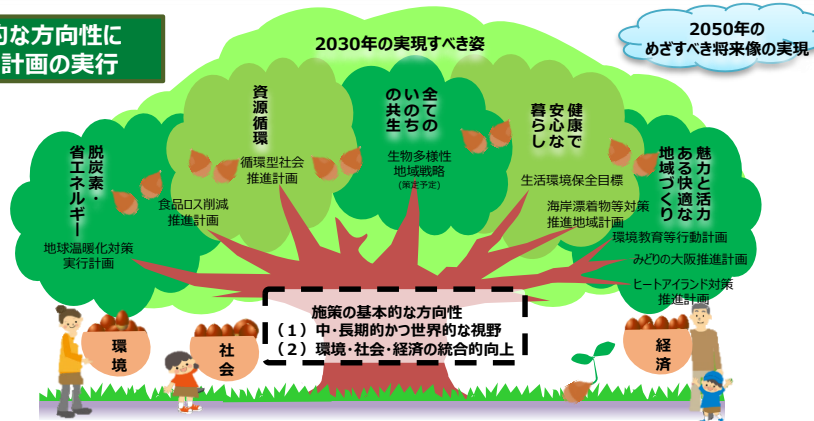 的な方向性に
計画の実行
2030年の実現すべき姿
2050年の
めざすべき将来像の実現
脱炭素・
省エネルギー
地球温暖化対策
実行計画
資源循環
循環型社会
推進計画
食品ロス削減
推進計画
全ての
いのち
の共生
生物多様性
地域戦略
(策定予定)
健康で
安心な
暮らし
生活環境保全目標
海岸漂着物等対策
推進地域計画
魅力と活力
ある快適な
地域づくり
環境教育等行動計画
みどりの大阪推進計画
ヒートアイランド対策
推進計画
施策の基本的な方向性
（１）中・長期的かつ世界的な視野
（２）環境・社会・経済の統合的向上
環境
社会
経済